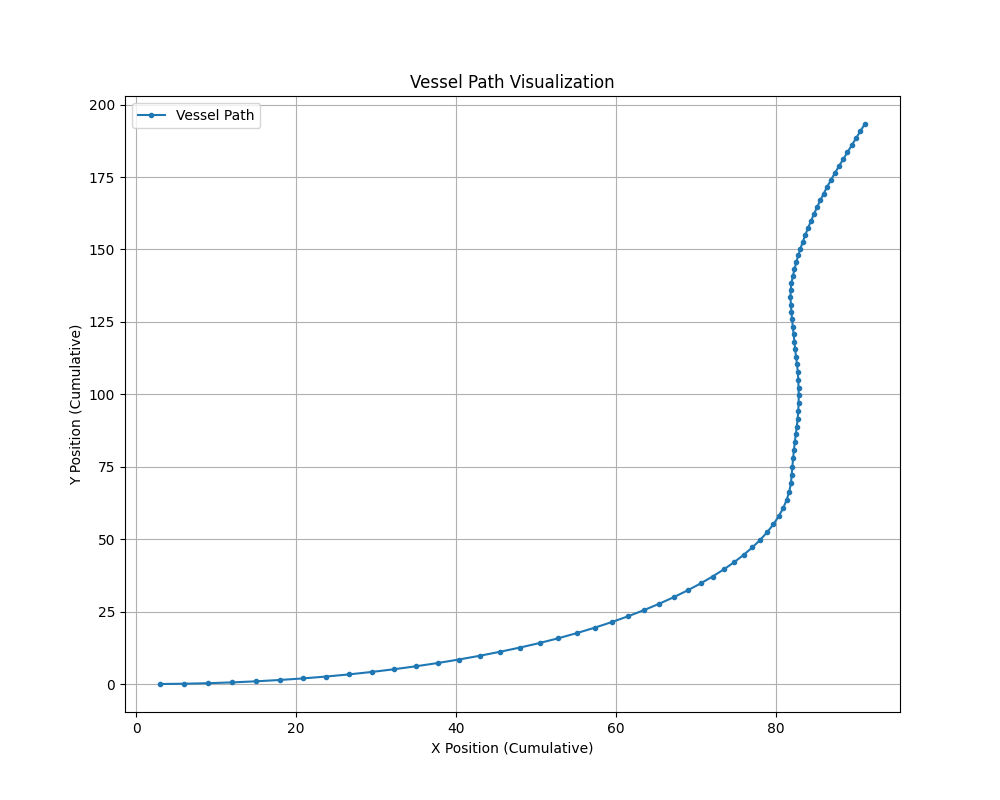 Vessel Path Visualization
Vessel Path
200
175
150
125
100
75
50
25
0
Y Position (Cumulative)
0 20 40 60 80
X Position (Cumulative)